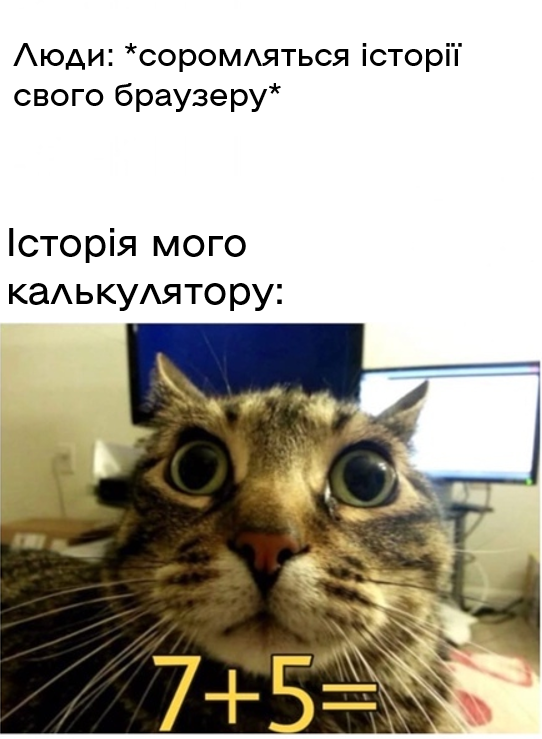 Люди: *соромляться історії
свого браузеру*
Історія мого
калькулятору:
7+5=